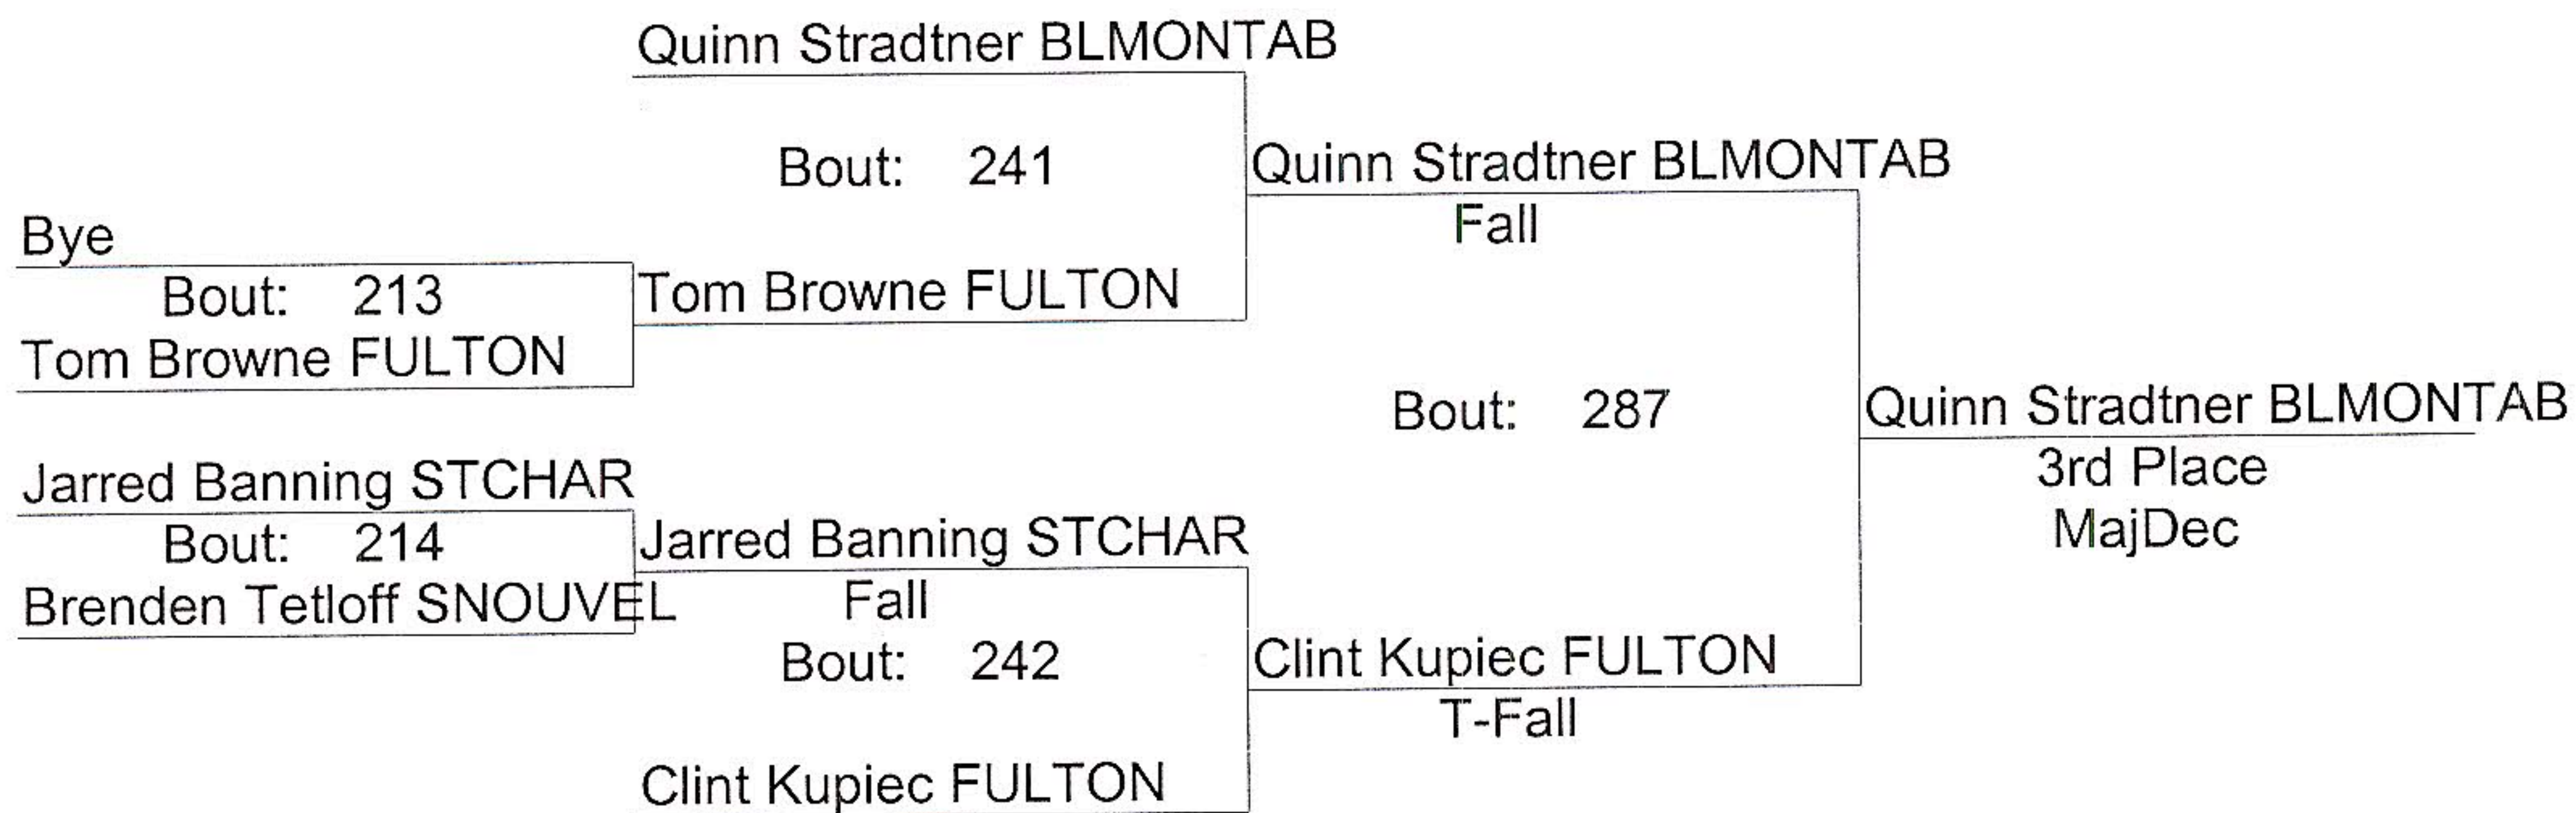 Quinn Stradtner BLMONTAB
Bout: 241
Quinn Stradtner BLMONTAB
Fall
Bye
Bout: 213
Tom Browne FULTON
Tom Browne FULTON
Bout: 287
Quinn Stradtner BLMONTAB
3rd Place
MajDec
Jarred Banning STCHAR
Bout: 214
Jarred Banning STCHAR
Brenden Tetloff SNOUVEL
Fall
Bout: 242
Clint Kupiec FULTON
T-Fall
Clint Kupiec FULTON